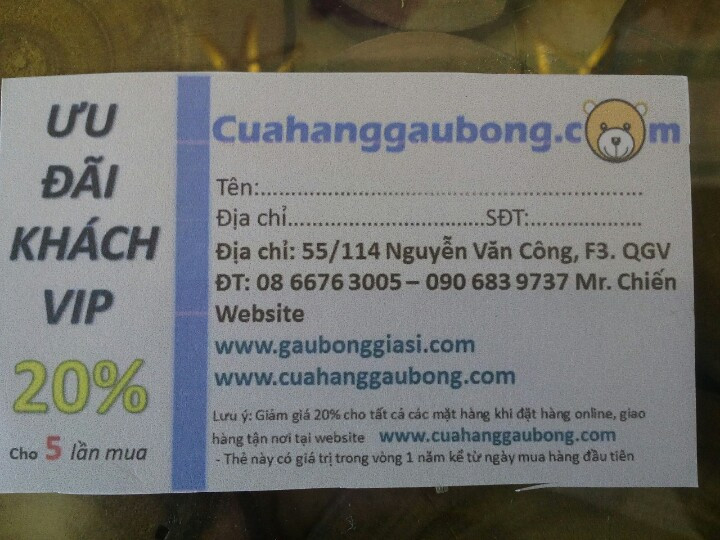 ƯU
ĐÃI
KHÁCH
VIP
20%
Cho 5 lần mua
Cuahanggaubong.com
Tên:..........................................................
Địa chỉ..................................SĐT:...................
Địa chỉ: 55/114 Nguyễn Văn Công, F3. QGV
ĐT: 08 6676 3005 – 090 683 9737 Mr. Chiến
Website
www.gaubonggiasi.com
www.cuahanggaubong.com
Lưu ý: Giảm giá 20% cho tất cả các mặt hàng khi đặt hàng online, giao
hàng tận nơi tại website www.cuahanggaubong.com
- Thẻ này có giá trị trong vòng 1 năm kể từ ngày mua hàng đầu tiên